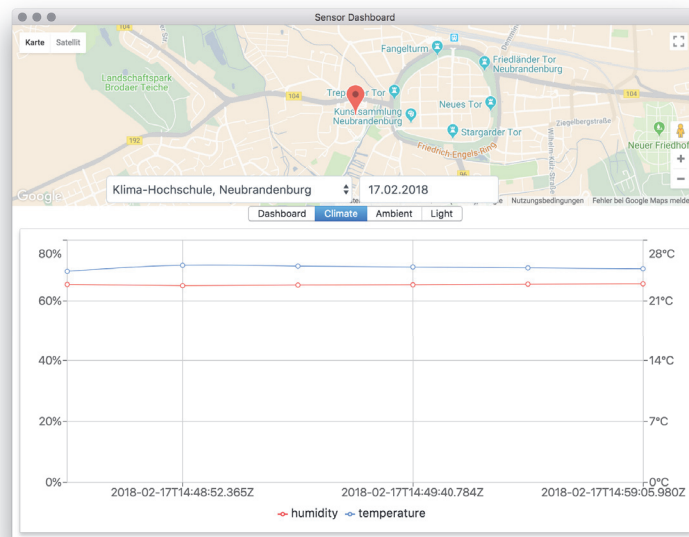 Sensor Dashboard
Karte Satellit
104
Fangelturm
Friedländer Tor
Neubrandenburg
Landschaftspark
Brodaer Teiche
104
Kunstsammlung
Neubrandenburg
Neues Tor
104
Ziegelbergstraße
Stargarder Tor
192
Friedrich-Engels-Ring
Neuer Friedhof
96
Google
Klima-Hochschule, Neubrandenburg
17.02.2018
Nutzungsbedingungen
Fehler bei Google Maps melde
Dashboard Climate Ambient Light
80% 28°C
60% 21°C
40% 14°C
20% 7°C
0% 0°C
2018-02-17T14:48:52.365Z 2018-02-17T14:49:40.784Z 2018-02-17T14:59:05.980Z
humidity temperature